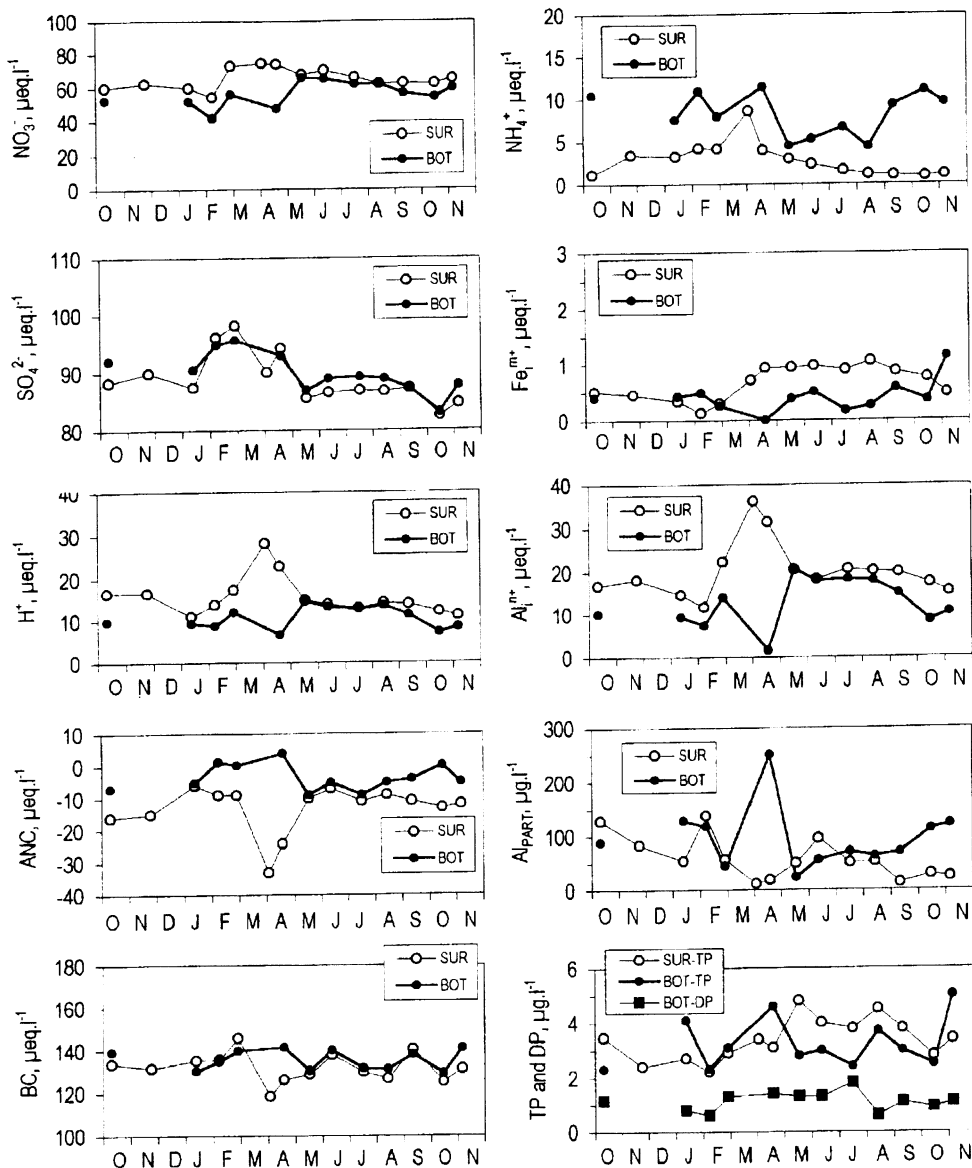 NO₃⁻, µeq.l⁻¹
100
80
60
40
20
0
SUR
BOT
O N D J F M A M J J A S O N
NH₄⁺, µeq.l⁻¹
20
15
10
5
0
SUR
BOT
O N D J F M A M J J A S O N
SO₄²⁻, µeq.l⁻¹
110
100
90
80
SUR
BOT
O N D J F M A M J J A S O N
Feᵢᵐ⁺, µeq.l⁻¹
3
2
1
0
SUR
BOT
O N D J F M A M J J A S O N
H⁺, µeq.l⁻¹
40
30
20
10
0
SUR
BOT
O N D J F M A M J J A S O N
Alᵢⁿ⁺, µeq.l⁻¹
40
30
20
10
0
SUR
BOT
O N D J F M A M J J A S O N
ANC, µeq.l⁻¹
10
0
-10
-20
-30
-40
SUR
BOT
O N D J F M A M J J A S O N
Al_PART, µg.l⁻¹
300
200
100
0
SUR
BOT
O N D J F M A M J J A S O N
BC, µeq.l⁻¹
180
160
140
120
100
SUR
BOT
O N D J F M A M J J A S O N
TP and DP, µg.l⁻¹
6
4
2
0
SUR-TP
BOT-TP
BOT-DP
O N D J F M A M J J A S O N